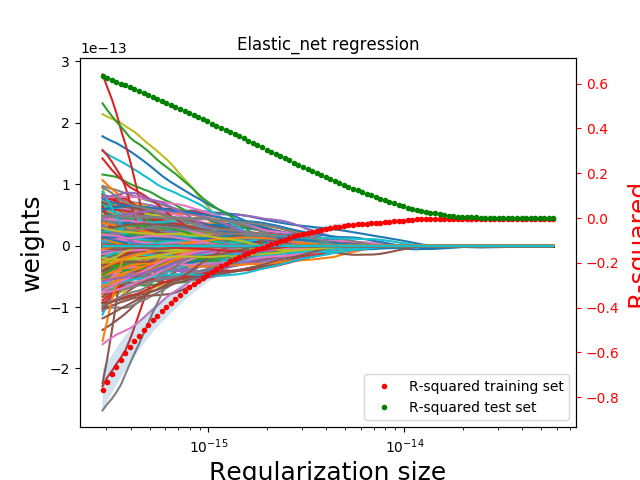 Elastic_net regression
1e−13
3
2
1
0
−1
−2
weights
0.6
0.4
0.2
0.0
−0.2
−0.4
−0.6
−0.8
R-squared
R-squared training set
R-squared test set
10⁻¹⁵
10⁻¹⁴
Regularization size